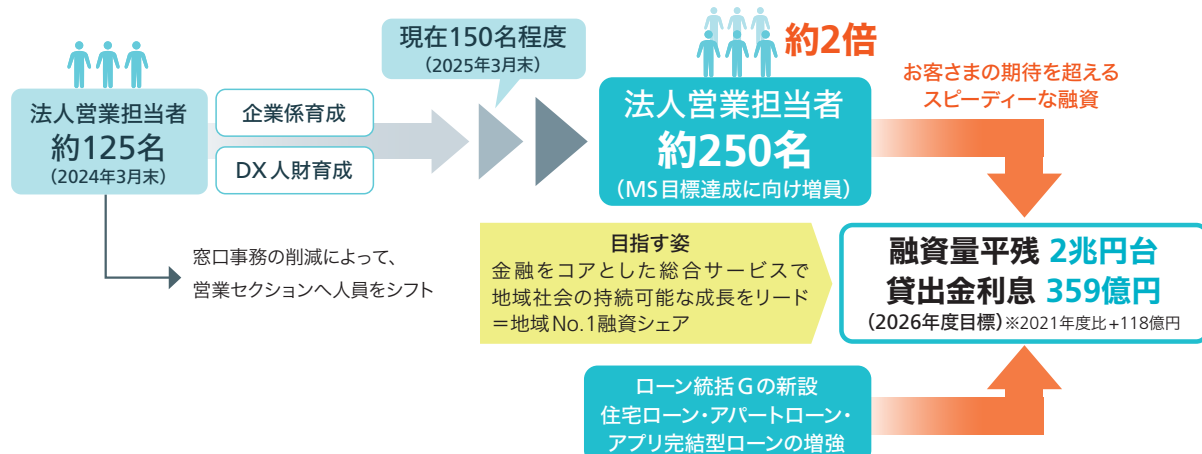 法人営業担当者
約125名
(2024年3月末)
企業係育成
DX人財育成
現在150名程度
(2025年3月末)
約2倍
法人営業担当者
約250名
(MS目標達成に向け増員)
お客さまの期待を超える
スピーディーな融資
窓口事務の削減によって、
営業セクションへ人員をシフト
目指す姿
金融をコアとした総合サービスで
地域社会の持続可能な成長をリード
＝地域No.1融資シェア
融資量平残 2兆円台
貸出金利息 359億円
(2026年度目標)※2021年度比+118億円
ローン統括Gの新設
住宅ローン・アパートローン・
アプリ完結型ローンの増強